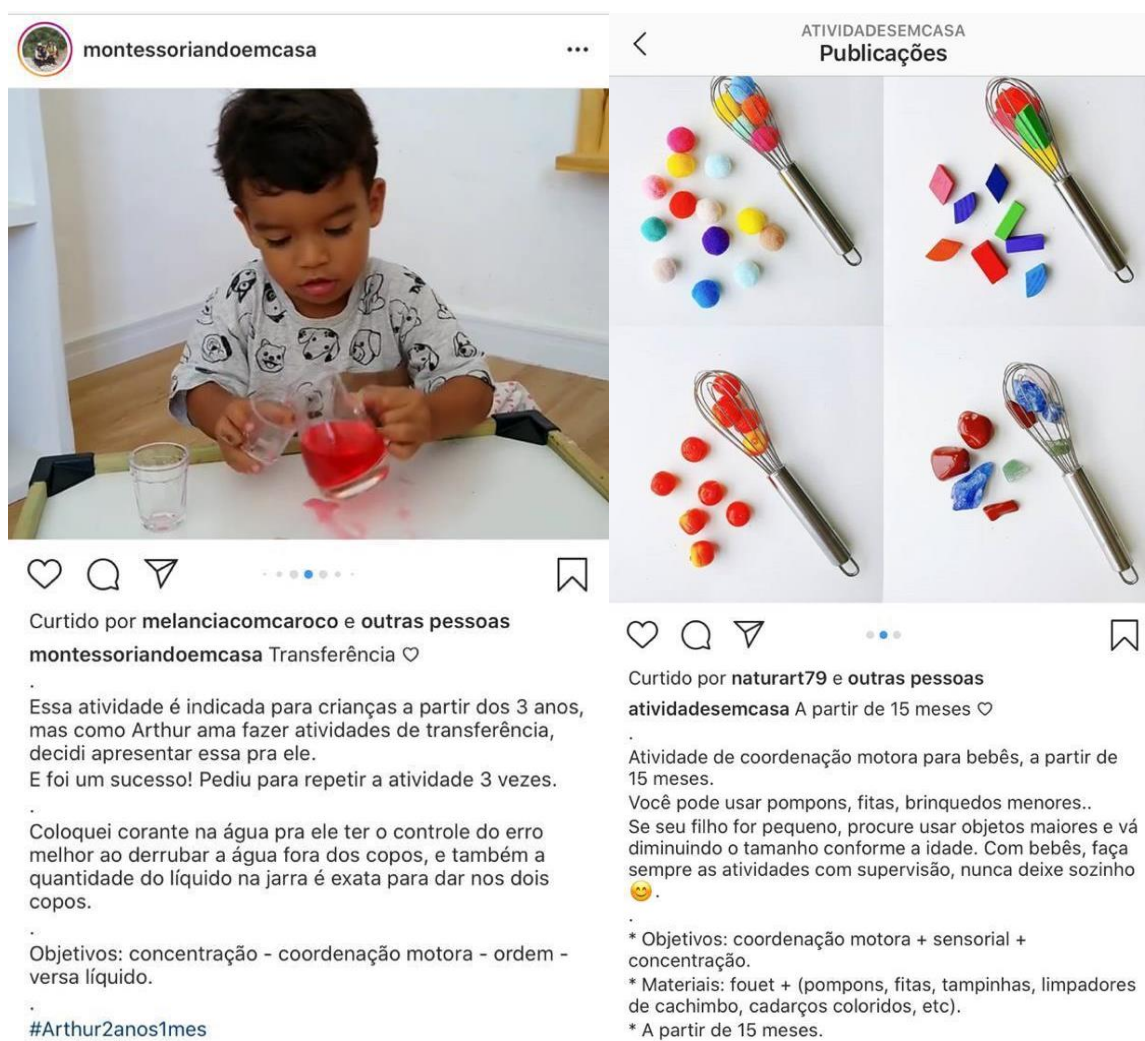 montessoriandoemcasa
Curtido por melanciacomcaroco e outras pessoas
montessoriandoemcasa Transferência ♡
.
Essa atividade é indicada para crianças a partir dos 3 anos,
mas como Arthur ama fazer atividades de transferência,
decidi apresentar essa pra ele.
E foi um sucesso! Pediu para repetir a atividade 3 vezes.
.
Coloquei corante na água pra ele ter o controle do erro
melhor ao derrubar a água fora dos copos, e também a
quantidade do líquido na jarra é exata para dar nos dois
copos.
.
Objetivos: concentração - coordenação motora - ordem -
versa líquido.
.
#Arthur2anos1mes
ATIVIDADESEMCASA
Publicações
Curtido por naturart79 e outras pessoas
atividadesemcasa A partir de 15 meses ♡
.
Atividade de coordenação motora para bebês, a partir de
15 meses.
Você pode usar pompons, fitas, brinquedos menores..
Se seu filho for pequeno, procure usar objetos maiores e vá
diminuindo o tamanho conforme a idade. Com bebês, faça
sempre as atividades com supervisão, nunca deixe sozinho
😊 .
.
* Objetivos: coordenação motora + sensorial +
concentração.
* Materiais: fouet + (pompons, fitas, tampinhas, limpadores
de cachimbo, cadarços coloridos, etc).
* A partir de 15 meses.